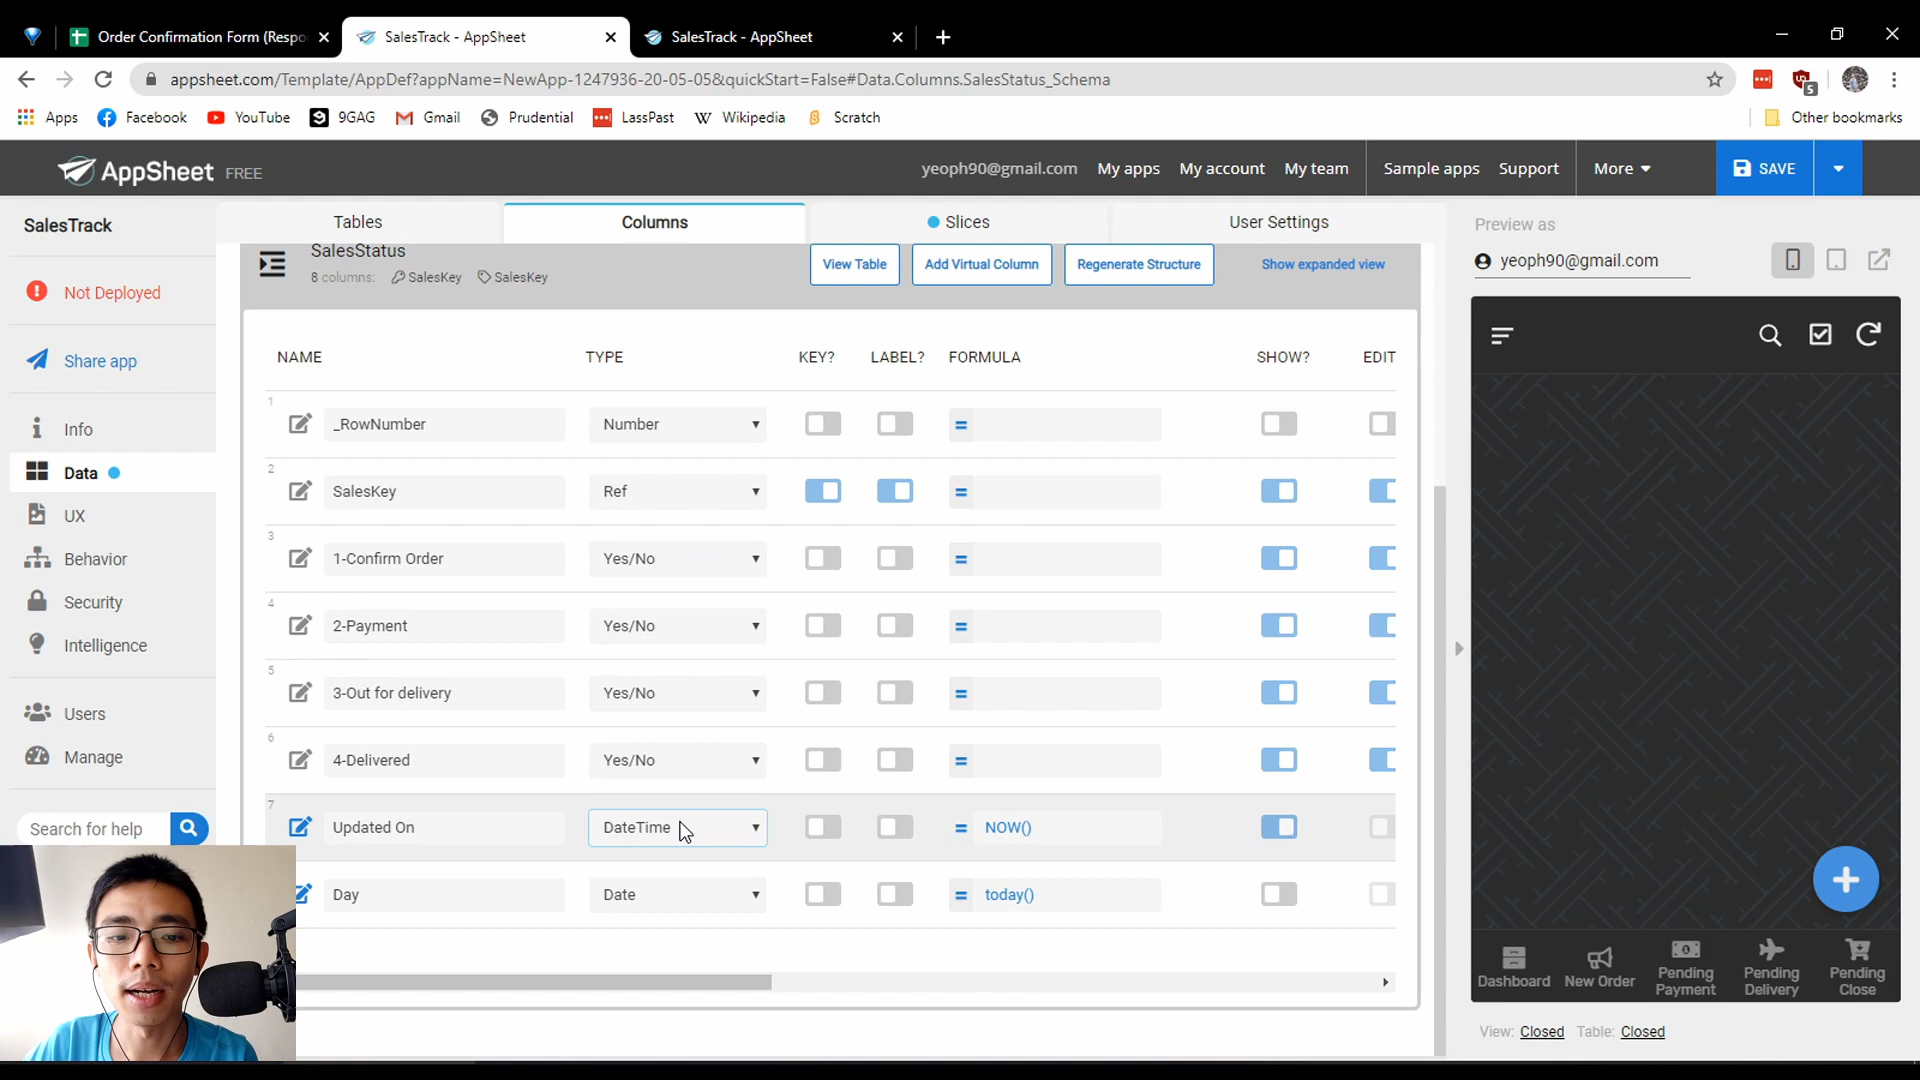 Order Confirmation Form (Respo
SalesTrack - AppSheet
SalesTrack - AppSheet
appsheet.com/Template/AppDef?appName=NewApp-1247936-20-05-05&quickStart=False#Data.Columns.SalesStatus_Schema
5
Apps
Facebook
YouTube
9GAG
Gmail
Prudential
LassPast
Wikipedia
Scratch
Other bookmarks
AppSheet FREE
yeoph90@gmail.com
My apps
My account
My team
Sample apps
Support
More
SAVE
SalesTrack
Not Deployed
Share app
Info
Data
UX
Behavior
Security
Intelligence
Users
Manage
Search for help
Tables
Columns
Slices
User Settings
SalesStatus
8 columns: SalesKey SalesKey
View Table
Add Virtual Column
Regenerate Structure
Show expanded view
NAME TYPE KEY? LABEL? FORMULA SHOW? EDIT
1 _RowNumber Number =
2 SalesKey Ref =
3 1-Confirm Order Yes/No =
4 2-Payment Yes/No =
5 3-Out for delivery Yes/No =
6 4-Delivered Yes/No =
7 Updated On DateTime = NOW()
Day Date = today()
Preview as
yeoph90@gmail.com
Dashboard
New Order
Pending Payment
Pending Delivery
Pending Close
View: Closed Table: Closed